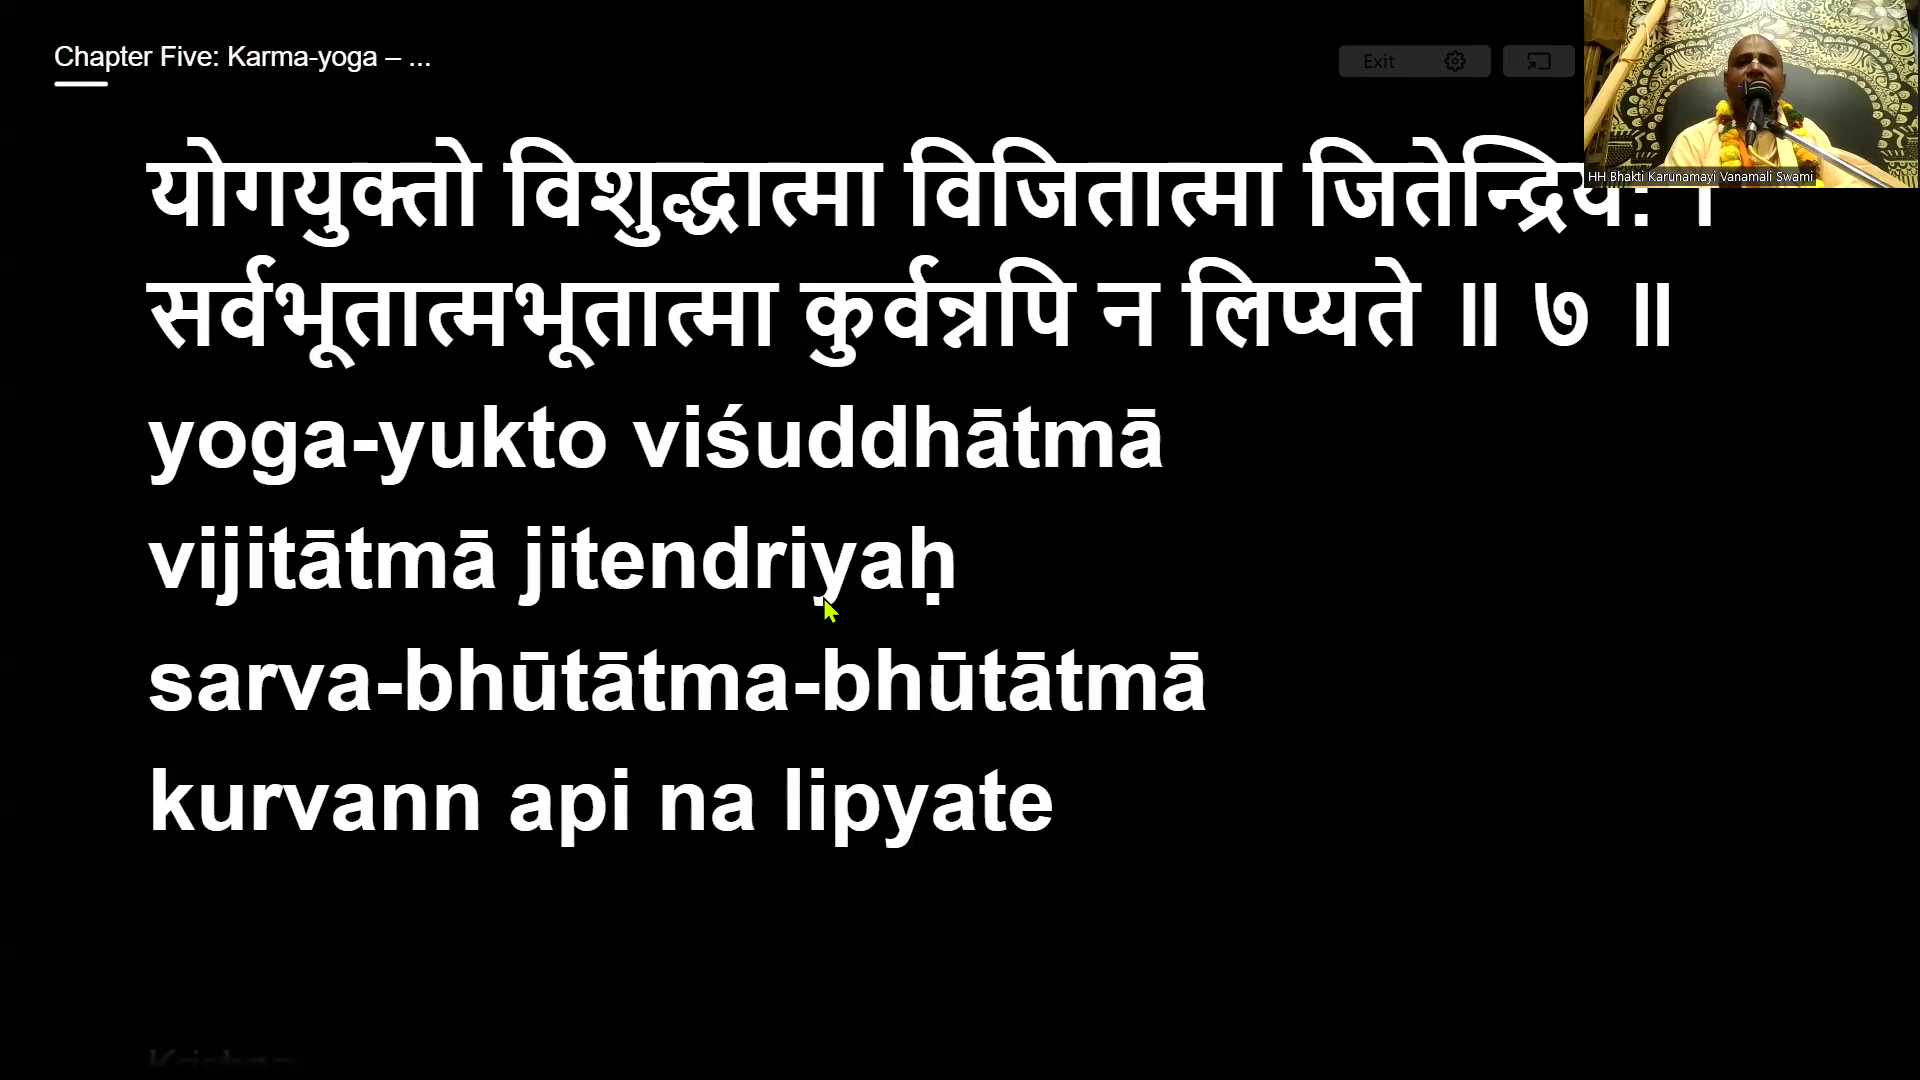 Chapter Five: Karma-yoga – ...
Exit
HH Bhakti Karunamayi Vanamali Swami
योगयुक्तो विशुद्धात्मा विजितात्मा जितेन्द्रियः ।
सर्वभूतात्मभूतात्मा कुर्वन्नपि न लिप्यते ॥ ७ ॥
yoga-yukto viśuddhātmā
vijitātmā jitendriyaḥ
sarva-bhūtātma-bhūtātmā
kurvann api na lipyate